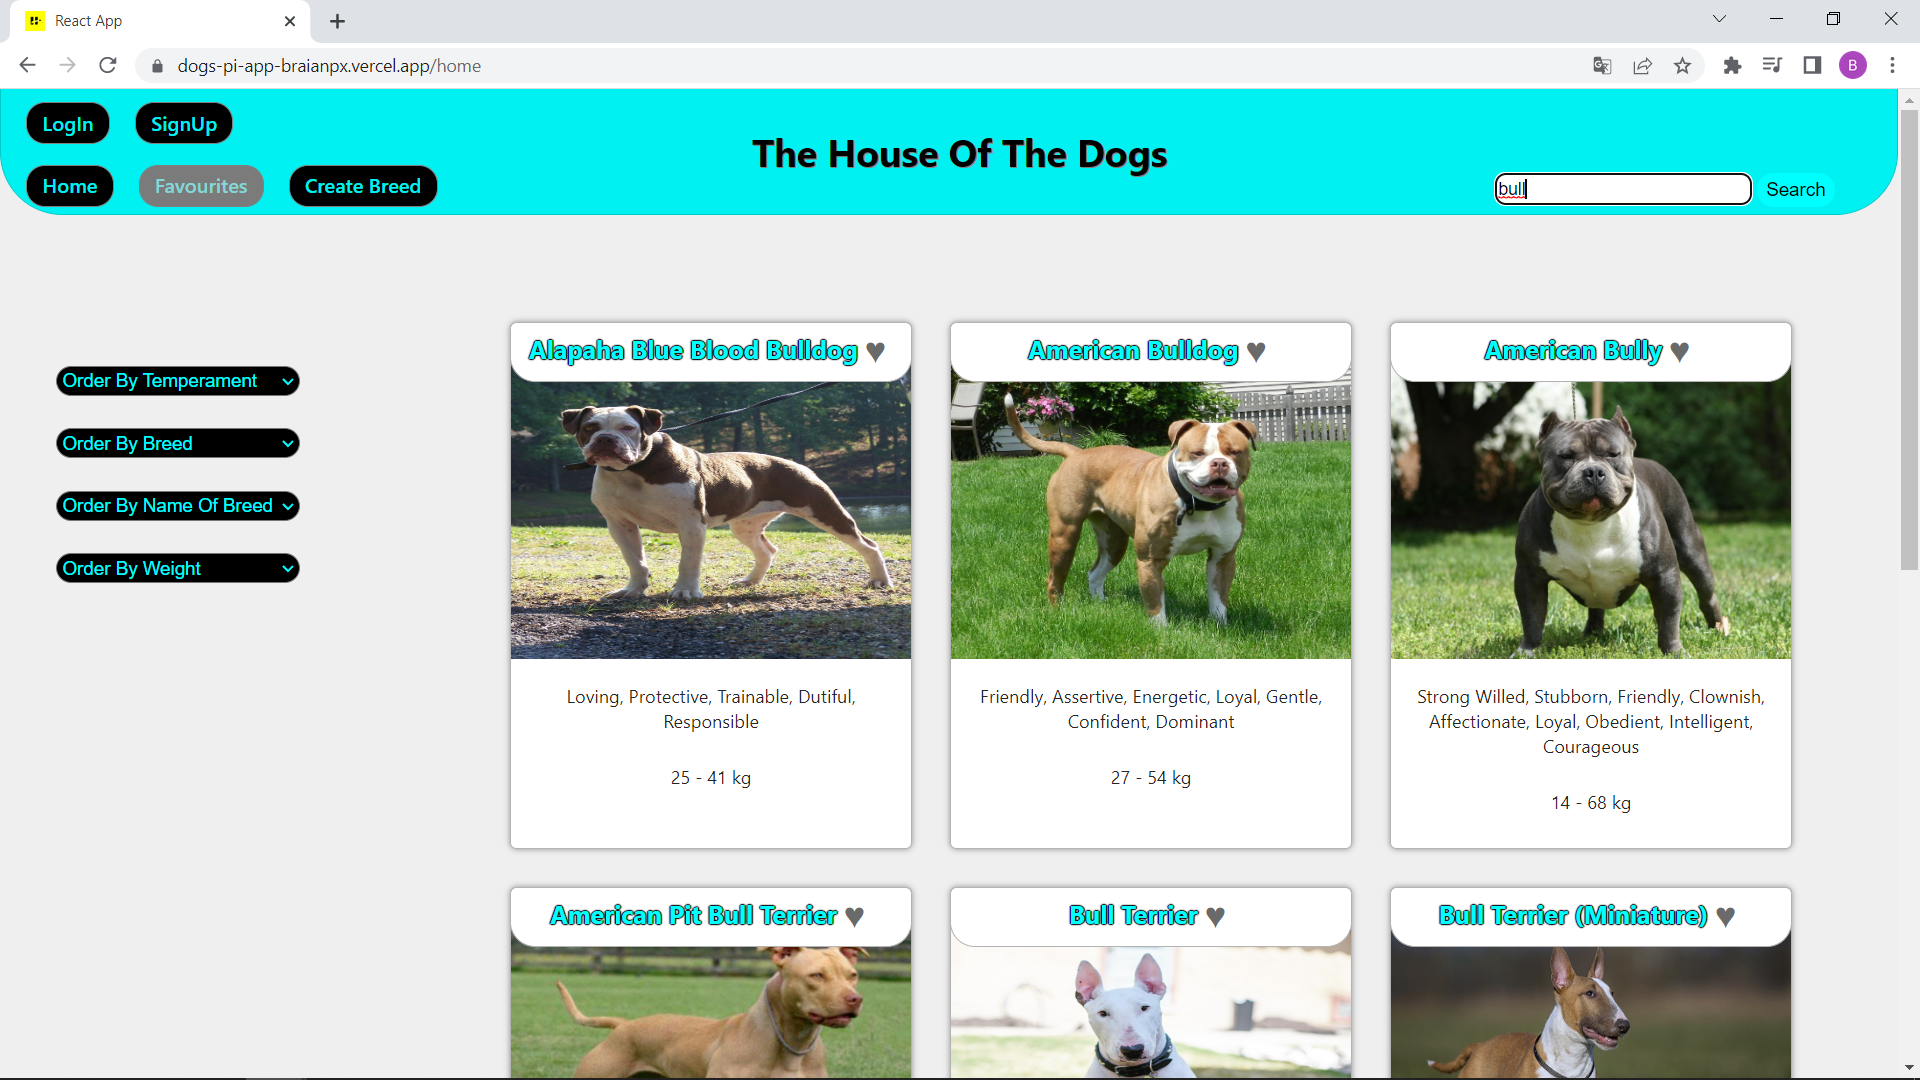 React App
dogs-pi-app-braianpx.vercel.app/home
B
LogIn
SignUp
The House Of The Dogs
Home
Favourites
Create Breed
bull
Search
Order By Temperament
Order By Breed
Order By Name Of Breed
Order By Weight
Alapaha Blue Blood Bulldog ♥
Loving, Protective, Trainable, Dutiful,
Responsible
25 - 41 kg
American Bulldog ♥
Friendly, Assertive, Energetic, Loyal, Gentle,
Confident, Dominant
27 - 54 kg
American Bully ♥
Strong Willed, Stubborn, Friendly, Clownish,
Affectionate, Loyal, Obedient, Intelligent,
Courageous
14 - 68 kg
American Pit Bull Terrier ♥
Bull Terrier ♥
Bull Terrier (Miniature) ♥